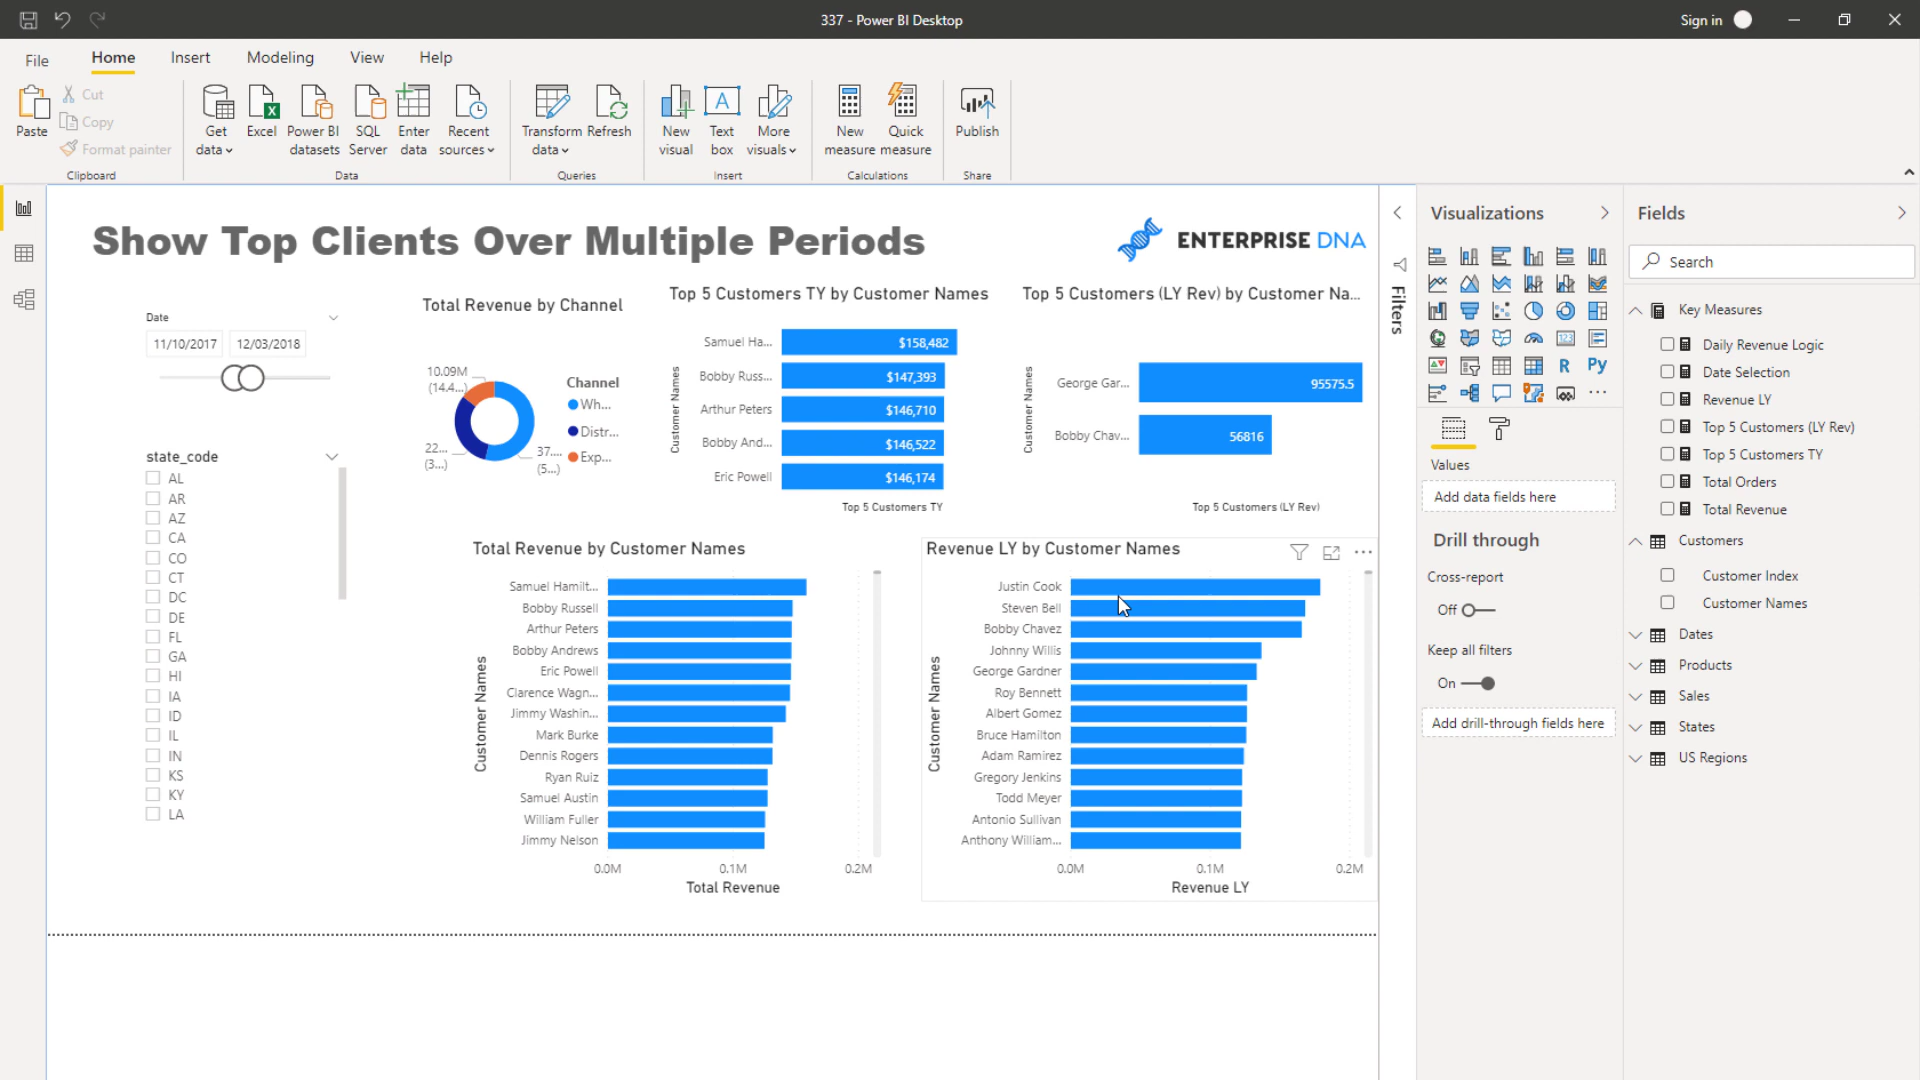 337 - Power BI Desktop
Sign in
File
Home
Insert
Modeling
View
Help
Paste
Cut
Copy
Format painter
Clipboard
Get data
Excel
Power BI datasets
SQL Server
Enter data
Recent sources
Data
Transform data
Refresh
Queries
New visual
Text box
More visuals
Insert
New measure
Quick measure
Calculations
Publish
Share
Show Top Clients Over Multiple Periods
ENTERPRISE DNA
Date
11/10/2017
12/03/2018
state_code
AL
AR
AZ
CA
CO
CT
DC
DE
FL
GA
HI
IA
ID
IL
IN
KS
KY
LA
Total Revenue by Channel
10.09M
(14.4...)
22...
(3...)
37....
(5...)
Channel
Wh...
Distr...
Exp...
Top 5 Customers TY by Customer Names
Customer Names
Samuel Ha... $158,482
Bobby Russ... $147,393
Arthur Peters $146,710
Bobby And... $146,522
Eric Powell $146,174
Top 5 Customers TY
Top 5 Customers (LY Rev) by Customer Na...
Customer Names
George Gar... 95575.5
Bobby Chav... 56816
Top 5 Customers (LY Rev)
Total Revenue by Customer Names
Customer Names
Samuel Hamilt...
Bobby Russell
Arthur Peters
Bobby Andrews
Eric Powell
Clarence Wagn...
Jimmy Washin...
Mark Burke
Dennis Rogers
Ryan Ruiz
Samuel Austin
William Fuller
Jimmy Nelson
0.0M 0.1M 0.2M
Total Revenue
Revenue LY by Customer Names
Customer Names
Justin Cook
Steven Bell
Bobby Chavez
Johnny Willis
George Gardner
Roy Bennett
Albert Gomez
Bruce Hamilton
Adam Ramirez
Gregory Jenkins
Todd Meyer
Antonio Sullivan
Anthony William...
0.0M 0.1M 0.2M
Revenue LY
Filters
Visualizations
R
Py
123
Values
Add data fields here
Drill through
Cross-report
Off
Keep all filters
On
Add drill-through fields here
Fields
Search
Key Measures
Daily Revenue Logic
Date Selection
Revenue LY
Top 5 Customers (LY Rev)
Top 5 Customers TY
Total Orders
Total Revenue
Customers
Customer Index
Customer Names
Dates
Products
Sales
States
US Regions